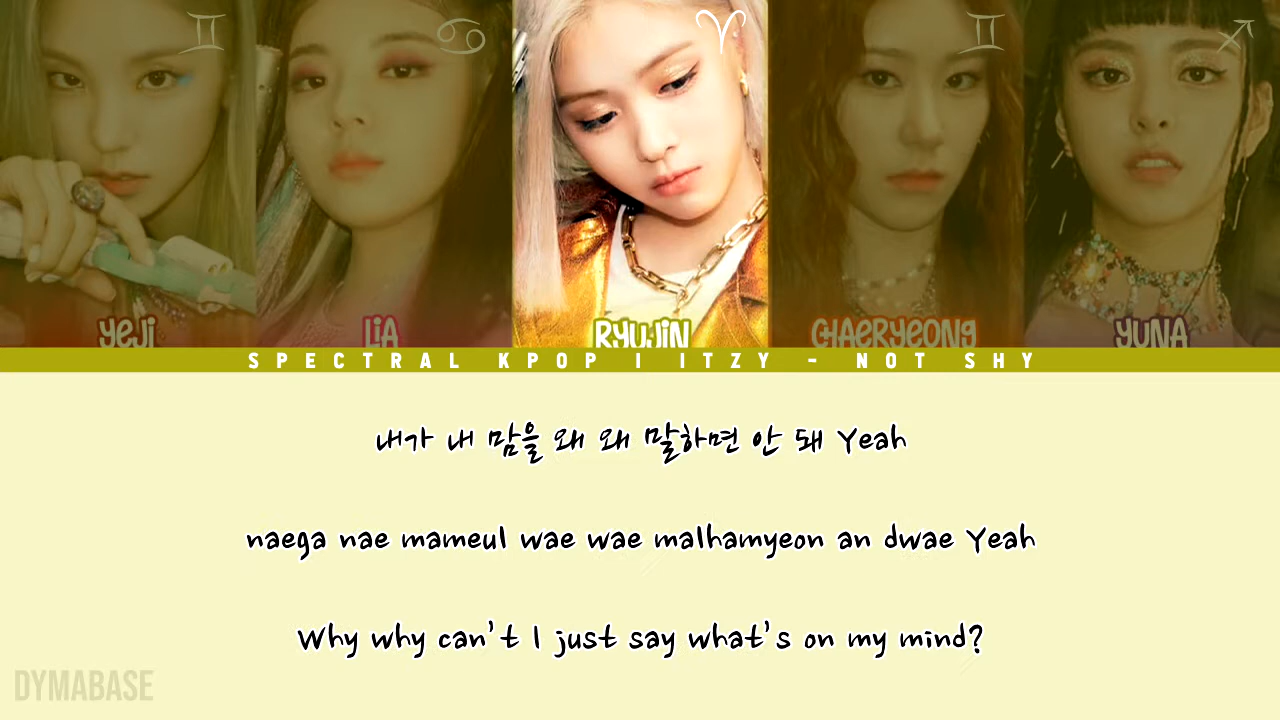 YEJI LIA RYUJIN CHAERYEONG YUNA
SPECTRAL KPOP | ITZY - NOT SHY
내가 내 맘을 왜 왜 말하면 안 돼 Yeah
naega nae mameul wae wae malhamyeon an dwae Yeah
Why why can't I just say what's on my mind?
DYMABASE